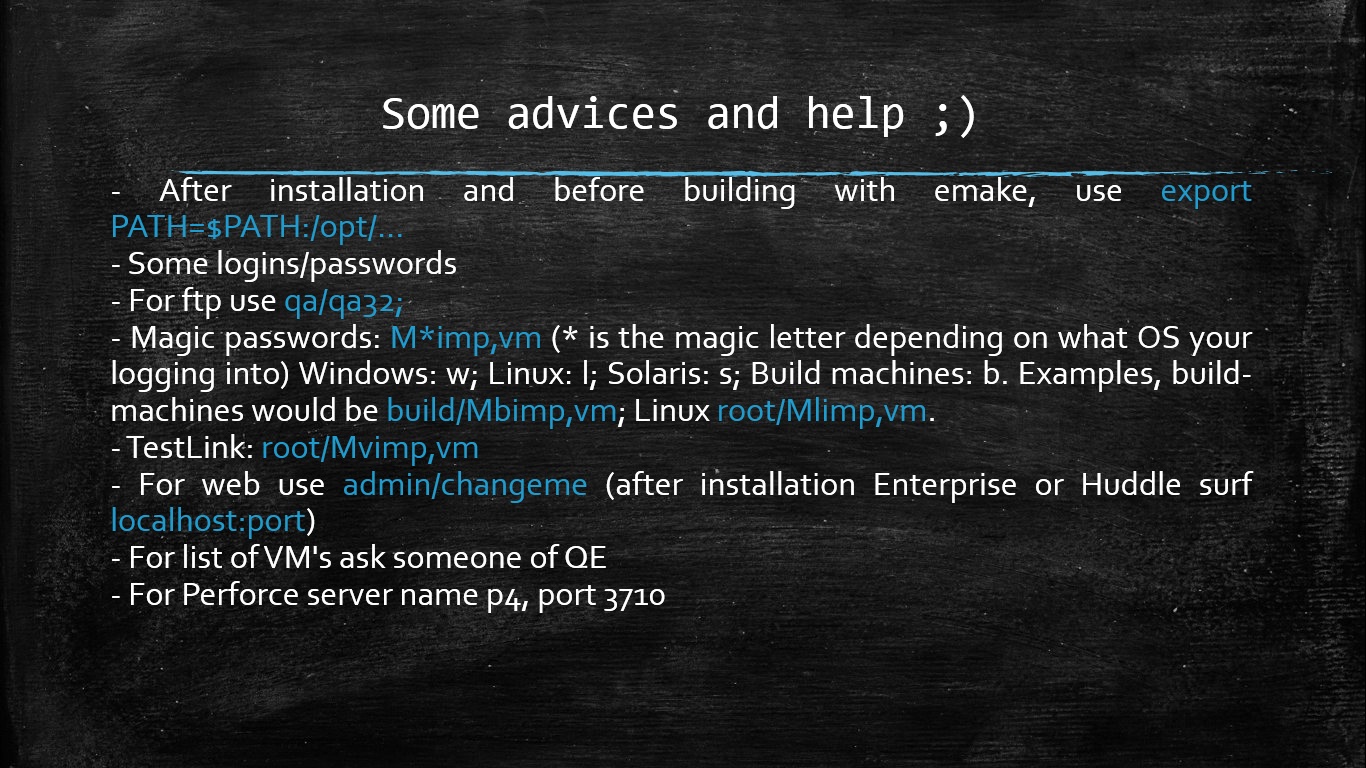 Some advices and help ;)
- After installation and before building with emake, use export
PATH=$PATH:/opt/...
- Some logins/passwords
- For ftp use qa/qa32;
- Magic passwords: M*imp,vm (* is the magic letter depending on what OS your
logging into) Windows: w; Linux: l; Solaris: s; Build machines: b. Examples, build-
machines would be build/Mbimp,vm; Linux root/Mlimp,vm.
- TestLink: root/Mvimp,vm
- For web use admin/changeme (after installation Enterprise or Huddle surf
localhost:port)
- For list of VM's ask someone of QE
- For Perforce server name p4, port 3710